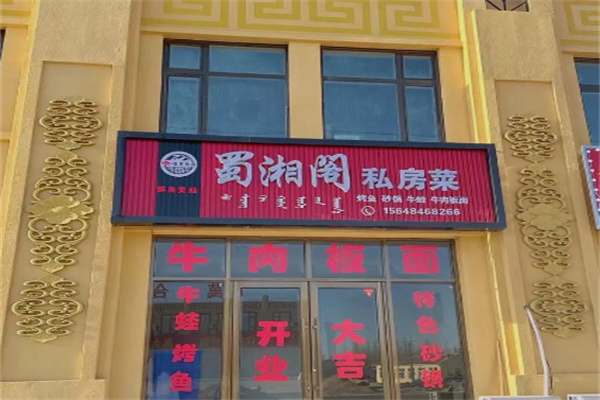 蜀湘阁 私房菜
烤鱼 砂锅 牛蛙 牛肉板面
15648468266
牛肉板面
牛蛙烤鱼
开业
大吉
特色砂锅